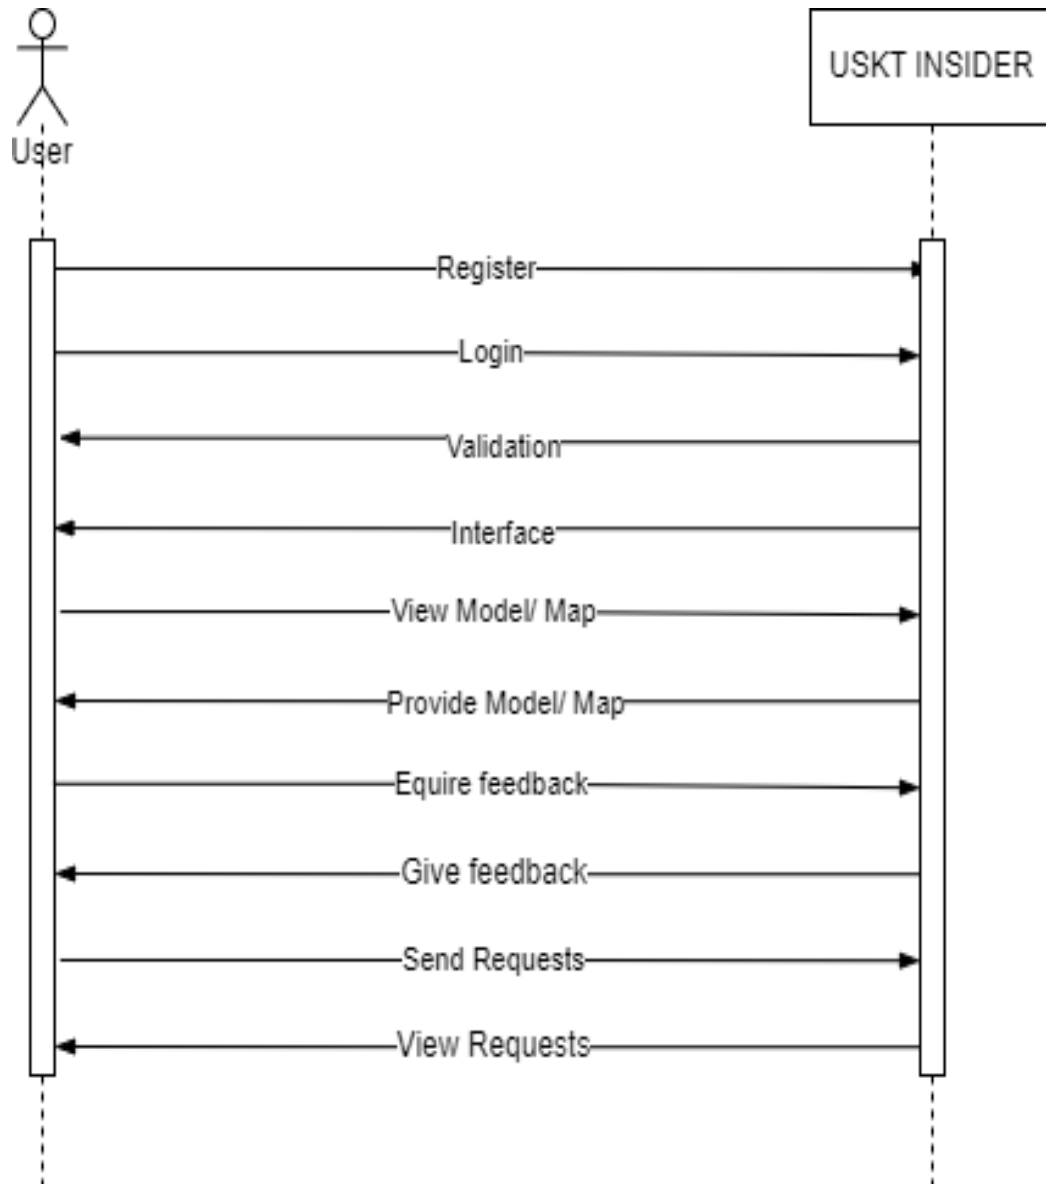 USKT INSIDER
User
Register
Login
Validation
Interface
View Model/ Map
Provide Model/ Map
Equire feedback
Give feedback
Send Requests
View Requests